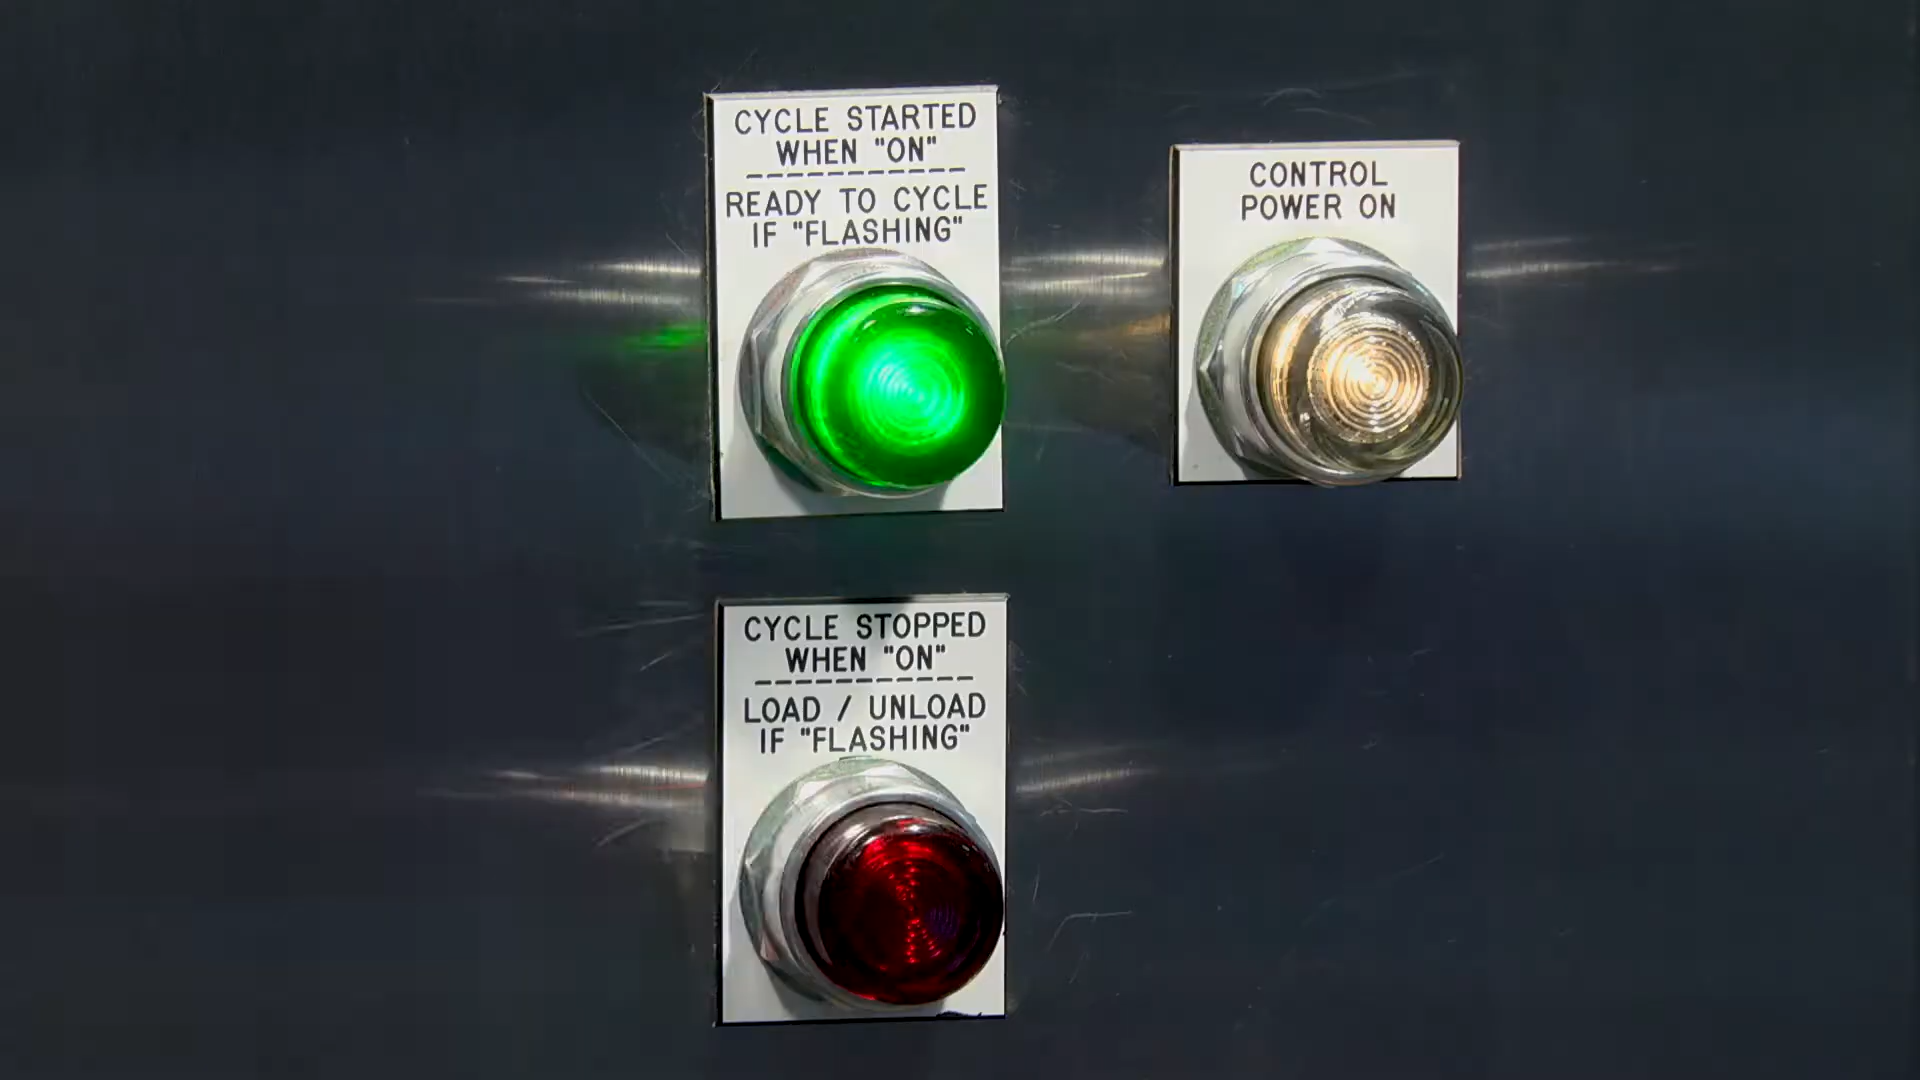 CYCLE STARTED
WHEN "ON"
READY TO CYCLE
IF "FLASHING"
CONTROL
POWER ON
CYCLE STOPPED
WHEN "ON"
LOAD / UNLOAD
IF "FLASHING"